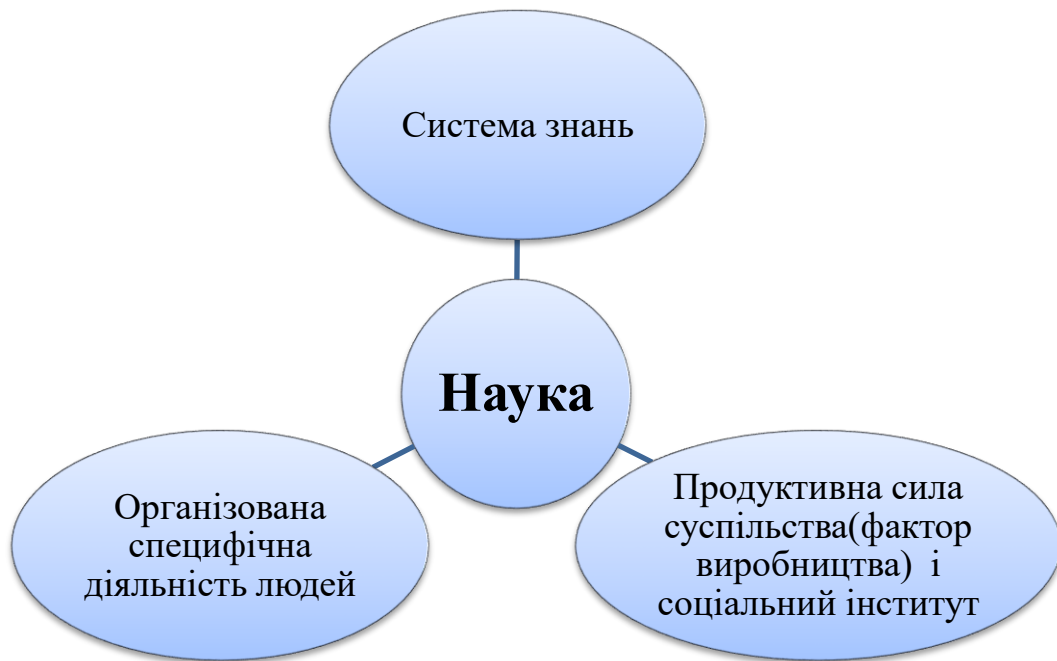 Система знань
Наука
Організована
специфічна
діяльність людей
Продуктивна сила
суспільства(фактор
виробництва)  і
соціальний інститут